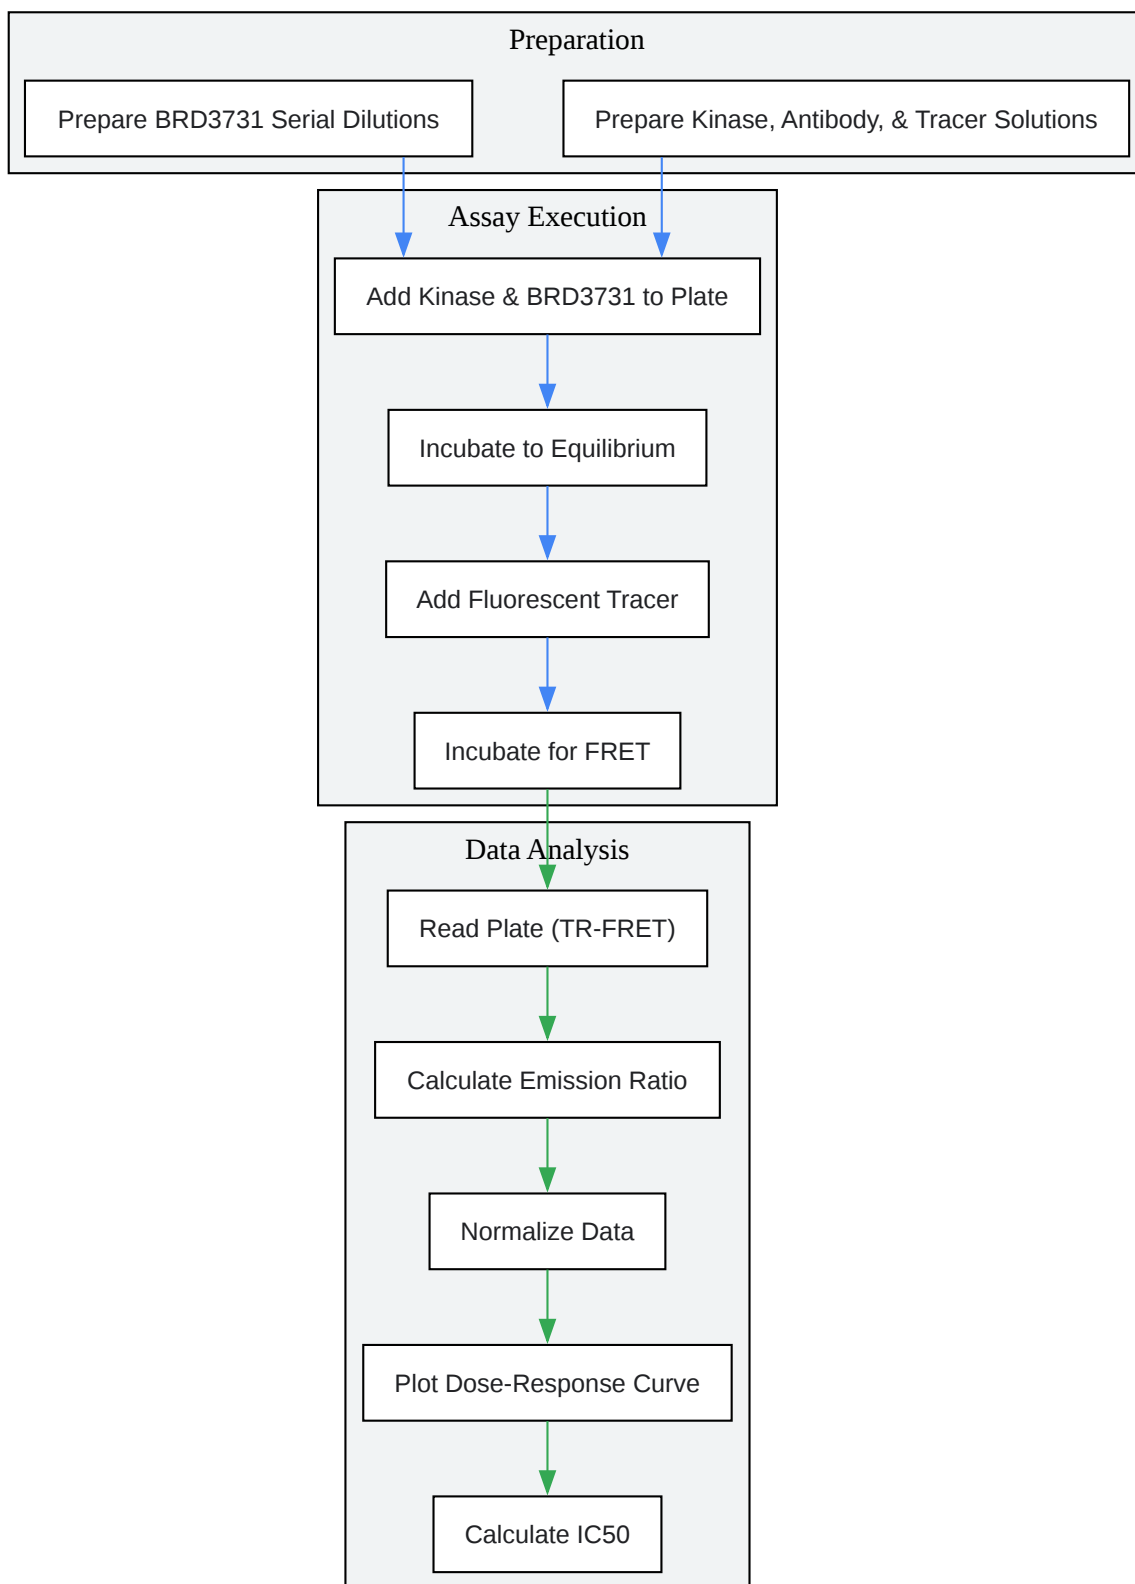 Preparation
Prepare BRD3731 Serial Dilutions
Prepare Kinase, Antibody, & Tracer Solutions
Assay Execution
Add Kinase & BRD3731 to Plate
Incubate to Equilibrium
Add Fluorescent Tracer
Incubate for FRET
Data Analysis
Read Plate (TR-FRET)
Calculate Emission Ratio
Normalize Data
Plot Dose-Response Curve
Calculate IC50